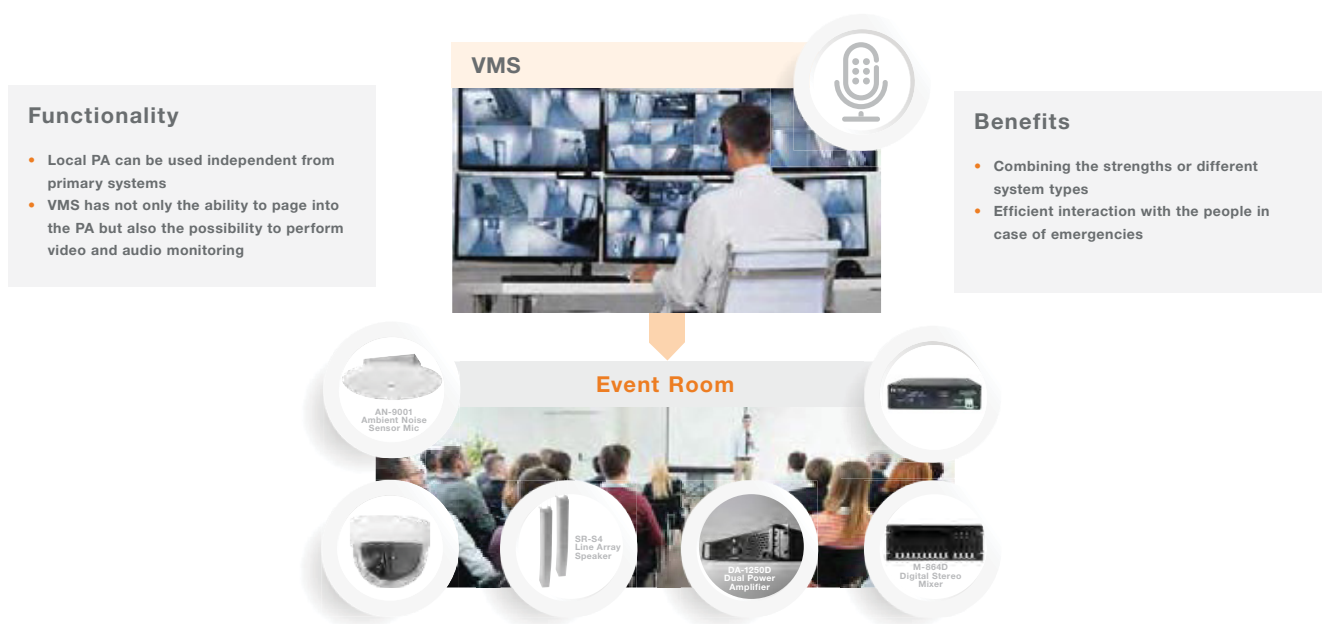 VMS
Functionality
Local PA can be used independent from
primary systems
VMS has not only the ability to page into
the PA but also the possibility to perform
video and audio monitoring
Benefits
Combining the strengths or different
system types
Efficient interaction with the people in
case of emergencies
Event Room
AN-9001
Ambient Noise
Sensor Mic
SR-S4
Line Array
Speaker
DA-1250D
Dual Power
Amplifier
M-864D
Digital Stereo
Mixer